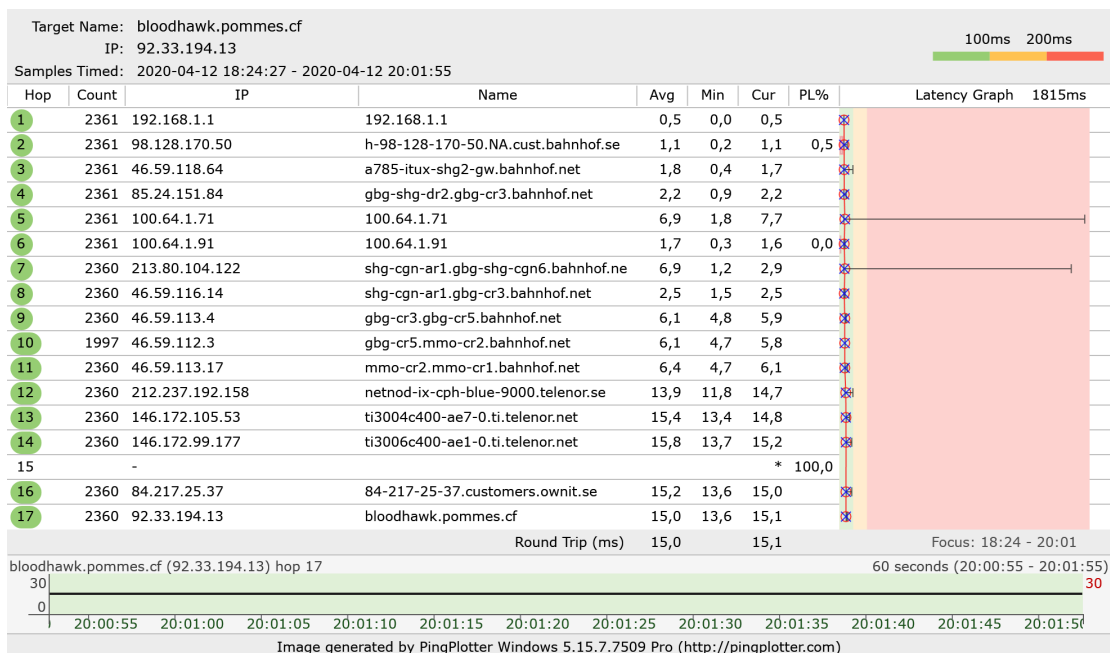 Target Name: bloodhawk.pommes.cf
IP: 92.33.194.13
Samples Timed: 2020-04-12 18:24:27 - 2020-04-12 20:01:55
100ms 200ms
Hop Count IP Name Avg Min Cur PL% Latency Graph 1815ms
1 2361 192.168.1.1 192.168.1.1 0,5 0,0 0,5
2 2361 98.128.170.50 h-98-128-170-50.NA.cust.bahnhof.se 1,1 0,2 1,1 0,5
3 2361 46.59.118.64 a785-itux-shg2-gw.bahnhof.net 1,8 0,4 1,7
4 2361 85.24.151.84 gbg-shg-dr2.gbg-cr3.bahnhof.net 2,2 0,9 2,2
5 2361 100.64.1.71 100.64.1.71 6,9 1,8 7,7
6 2361 100.64.1.91 100.64.1.91 1,7 0,3 1,6 0,0
7 2360 213.80.104.122 shg-cgn-ar1.gbg-shg-cgn6.bahnhof.ne 6,9 1,2 2,9
8 2360 46.59.116.14 shg-cgn-ar1.gbg-cr3.bahnhof.net 2,5 1,5 2,5
9 2360 46.59.113.4 gbg-cr3.gbg-cr5.bahnhof.net 6,1 4,8 5,9
10 1997 46.59.112.3 gbg-cr5.mmo-cr2.bahnhof.net 6,1 4,7 5,8
11 2360 46.59.113.17 mmo-cr2.mmo-cr1.bahnhof.net 6,4 4,7 6,1
12 2360 212.237.192.158 netnod-ix-cph-blue-9000.telenor.se 13,9 11,8 14,7
13 2360 146.172.105.53 ti3004c400-ae7-0.ti.telenor.net 15,4 13,4 14,8
14 2360 146.172.99.177 ti3006c400-ae1-0.ti.telenor.net 15,8 13,7 15,2
15 - * 100,0
16 2360 84.217.25.37 84-217-25-37.customers.ownit.se 15,2 13,6 15,0
17 2360 92.33.194.13 bloodhawk.pommes.cf 15,0 13,6 15,1
Round Trip (ms) 15,0 15,1 Focus: 18:24 - 20:01
bloodhawk.pommes.cf (92.33.194.13) hop 17 60 seconds (20:00:55 - 20:01:55)
30 30
0
20:00:55 20:01:00 20:01:05 20:01:10 20:01:15 20:01:20 20:01:25 20:01:30 20:01:35 20:01:40 20:01:45 20:01:50
Image generated by PingPlotter Windows 5.15.7.7509 Pro (http://pingplotter.com)